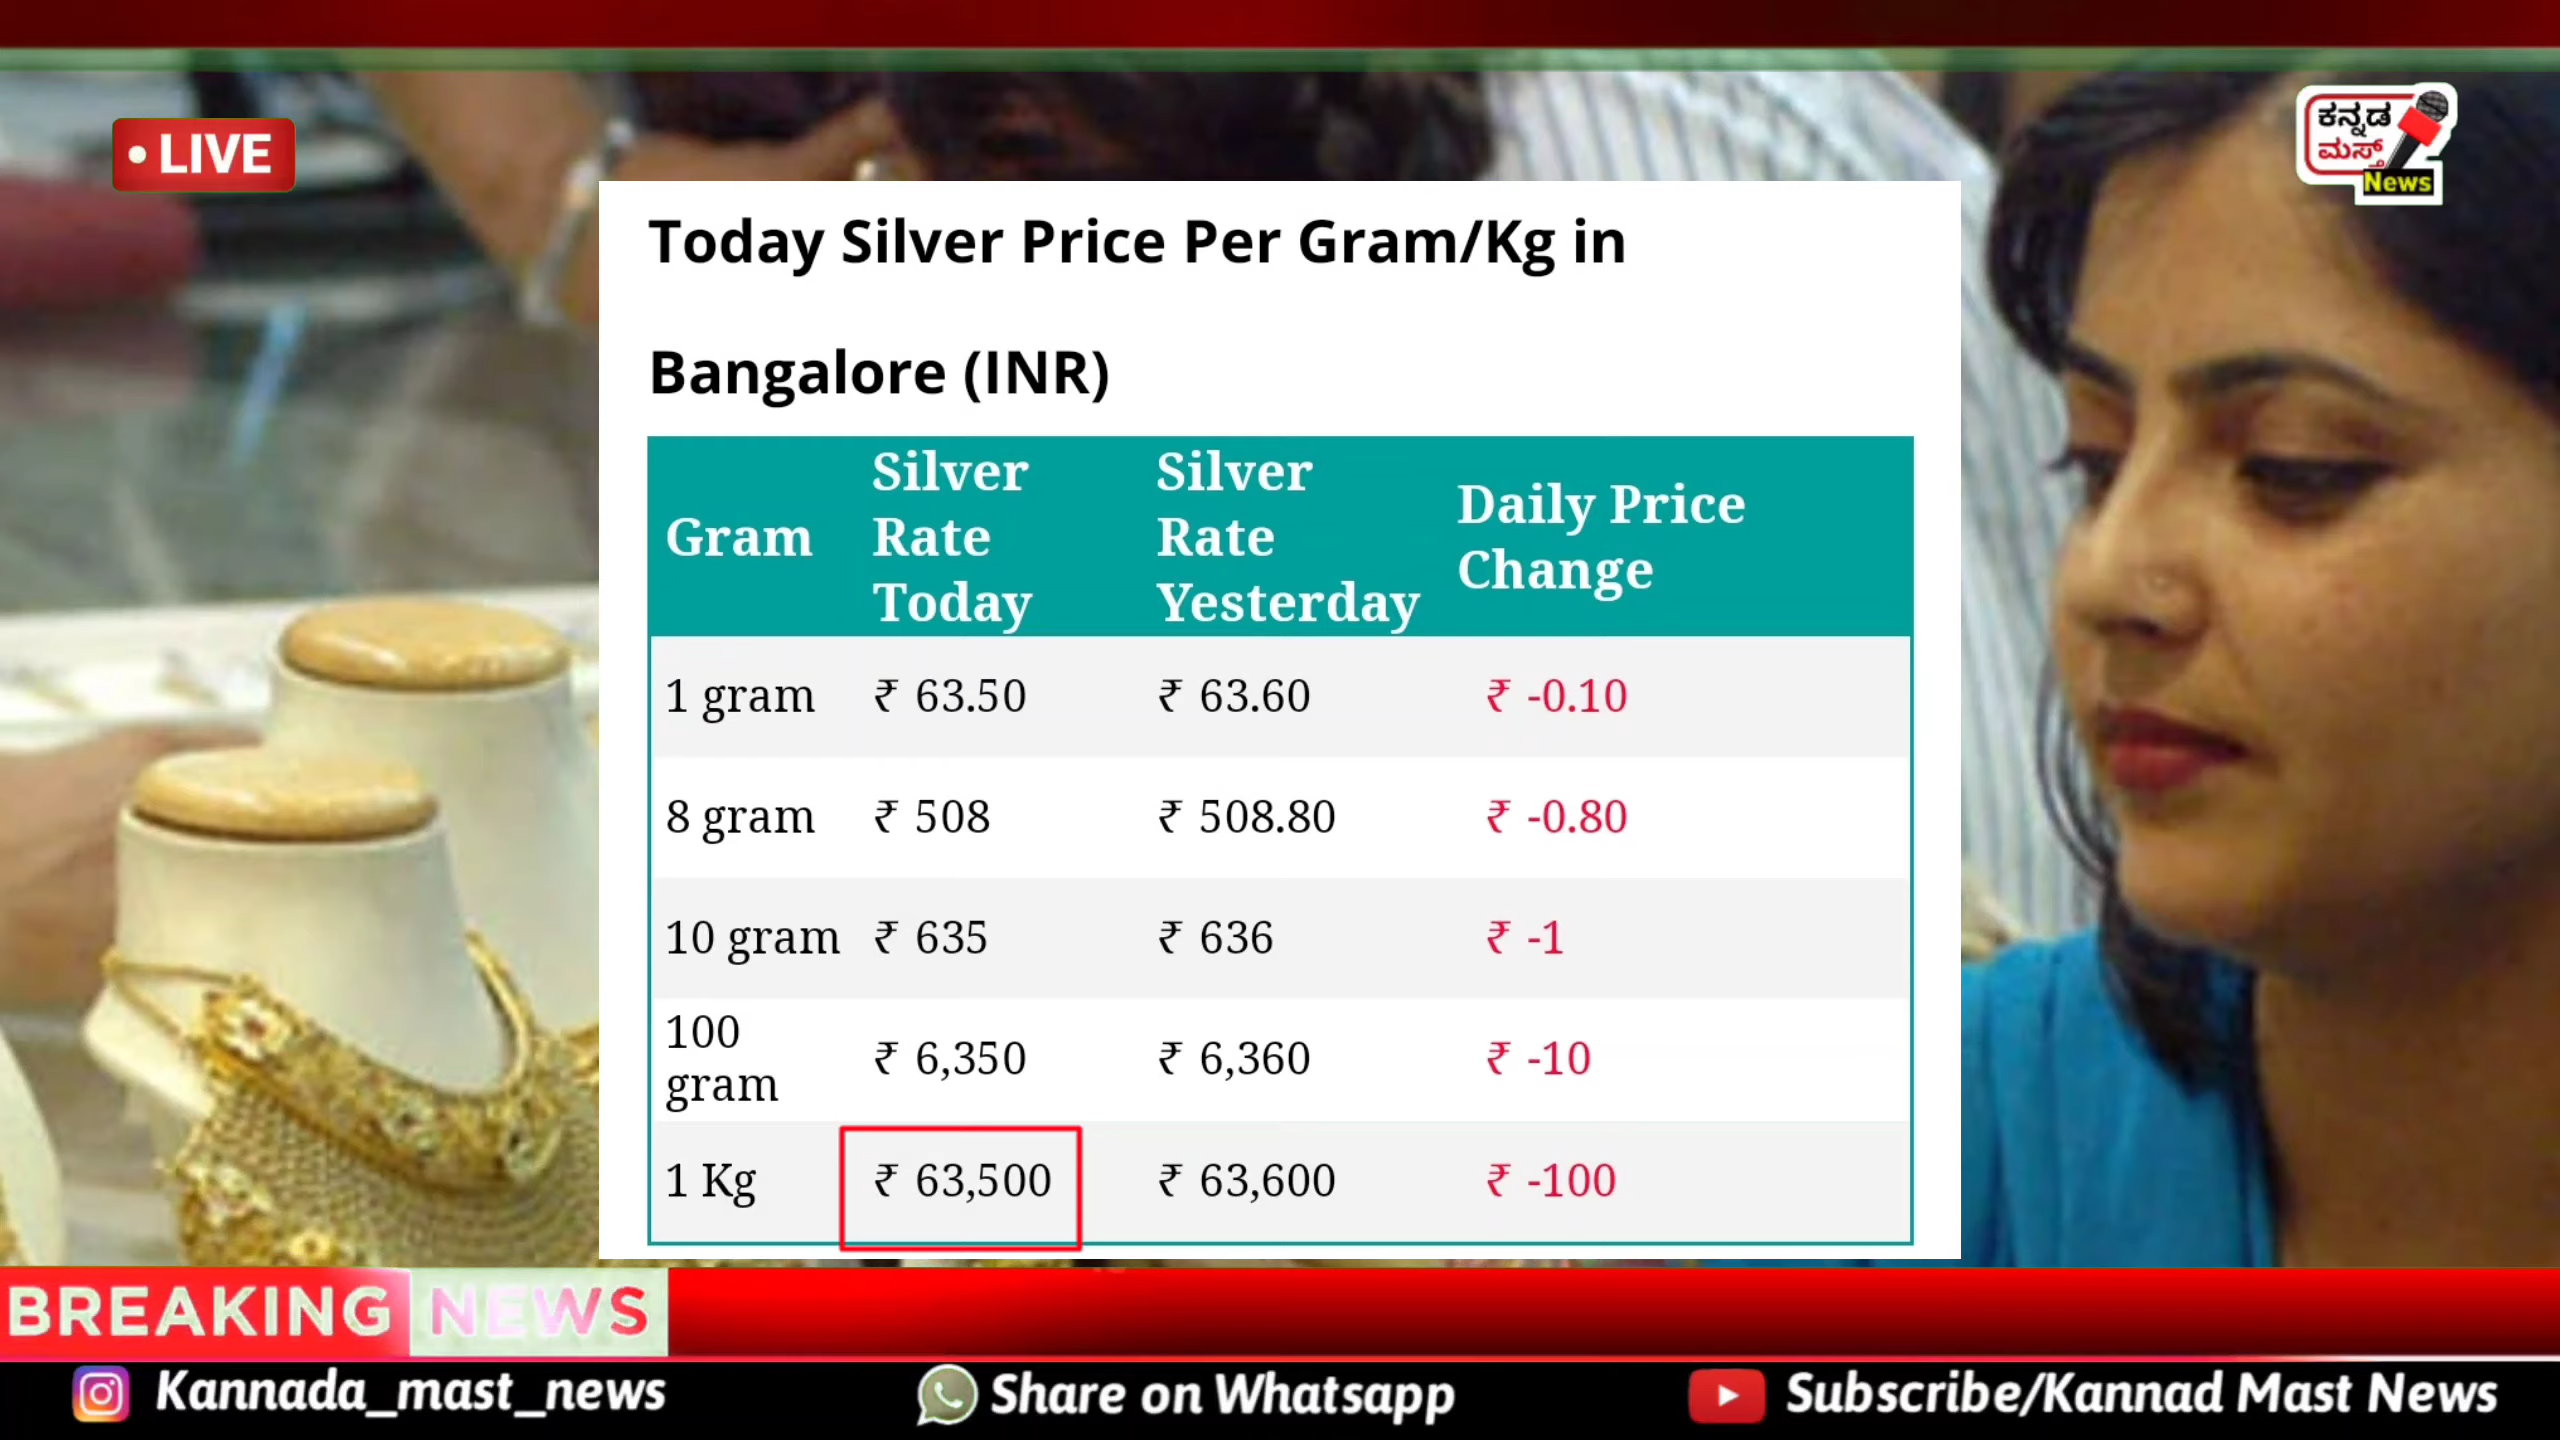 • LIVE
ಕನ್ನಡ
ಮಸ್ತ್
News
Today Silver Price Per Gram/Kg in
Bangalore (INR)
Gram Silver Rate Today Silver Rate Yesterday Daily Price Change
1 gram ₹ 63.50 ₹ 63.60 ₹ -0.10
8 gram ₹ 508 ₹ 508.80 ₹ -0.80
10 gram ₹ 635 ₹ 636 ₹ -1
100 gram ₹ 6,350 ₹ 6,360 ₹ -10
1 Kg ₹ 63,500 ₹ 63,600 ₹ -100
BREAKING NEWS
Kannada_mast_news Share on Whatsapp Subscribe/Kannad Mast News